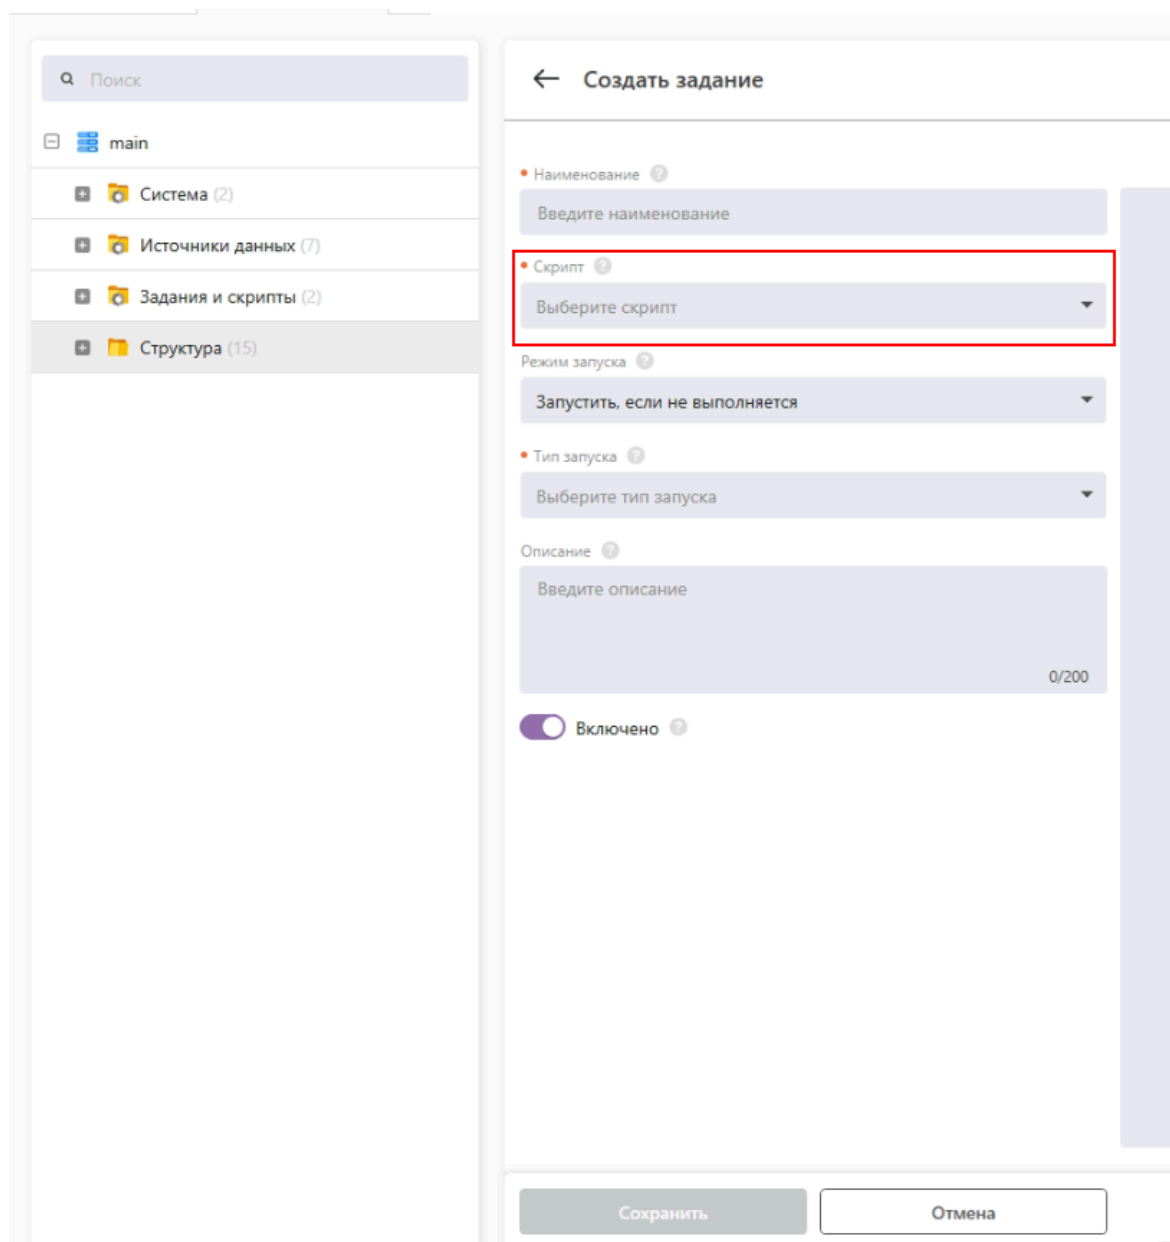 Поиск
main
Система (2)
Источники данных (7)
Задания и скрипты (2)
Структура (15)
Создать задание
Наименование
Введите наименование
Скрипт
Выберите скрипт
Режим запуска
Запустить, если не выполняется
Тип запуска
Выберите тип запуска
Описание
Введите описание
0/200
Включено
Сохранить
Отмена